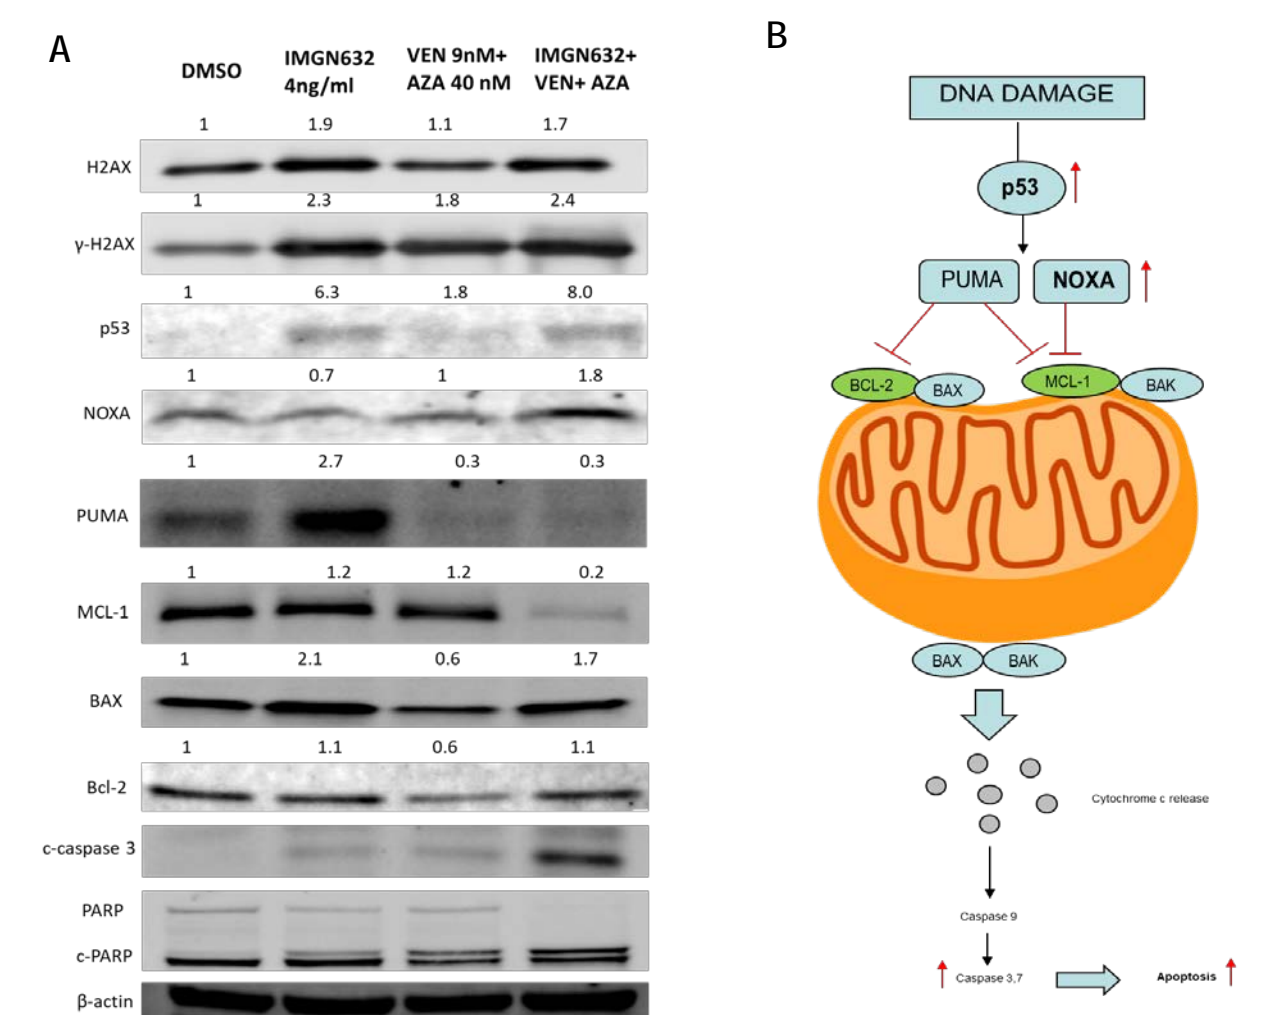 A
DMSO
IMGN632
4ng/ml
VEN 9nM+
AZA 40 nM
IMGN632+
VEN+ AZA
1 1.9 1.1 1.7
H2AX
1 2.3 1.8 2.4
γ-H2AX
1 6.3 1.8 8.0
p53
1 0.7 1 1.8
NOXA
1 2.7 0.3 0.3
PUMA
1 1.2 1.2 0.2
MCL-1
1 2.1 0.6 1.7
BAX
1 1.1 0.6 1.1
Bcl-2
c-caspase 3
PARP
c-PARP
β-actin
B
DNA DAMAGE
p53
PUMA NOXA
BCL-2 BAX MCL-1 BAK
BAX BAK
Cytochrome c release
Caspase 9
Caspase 3,7 Apoptosis